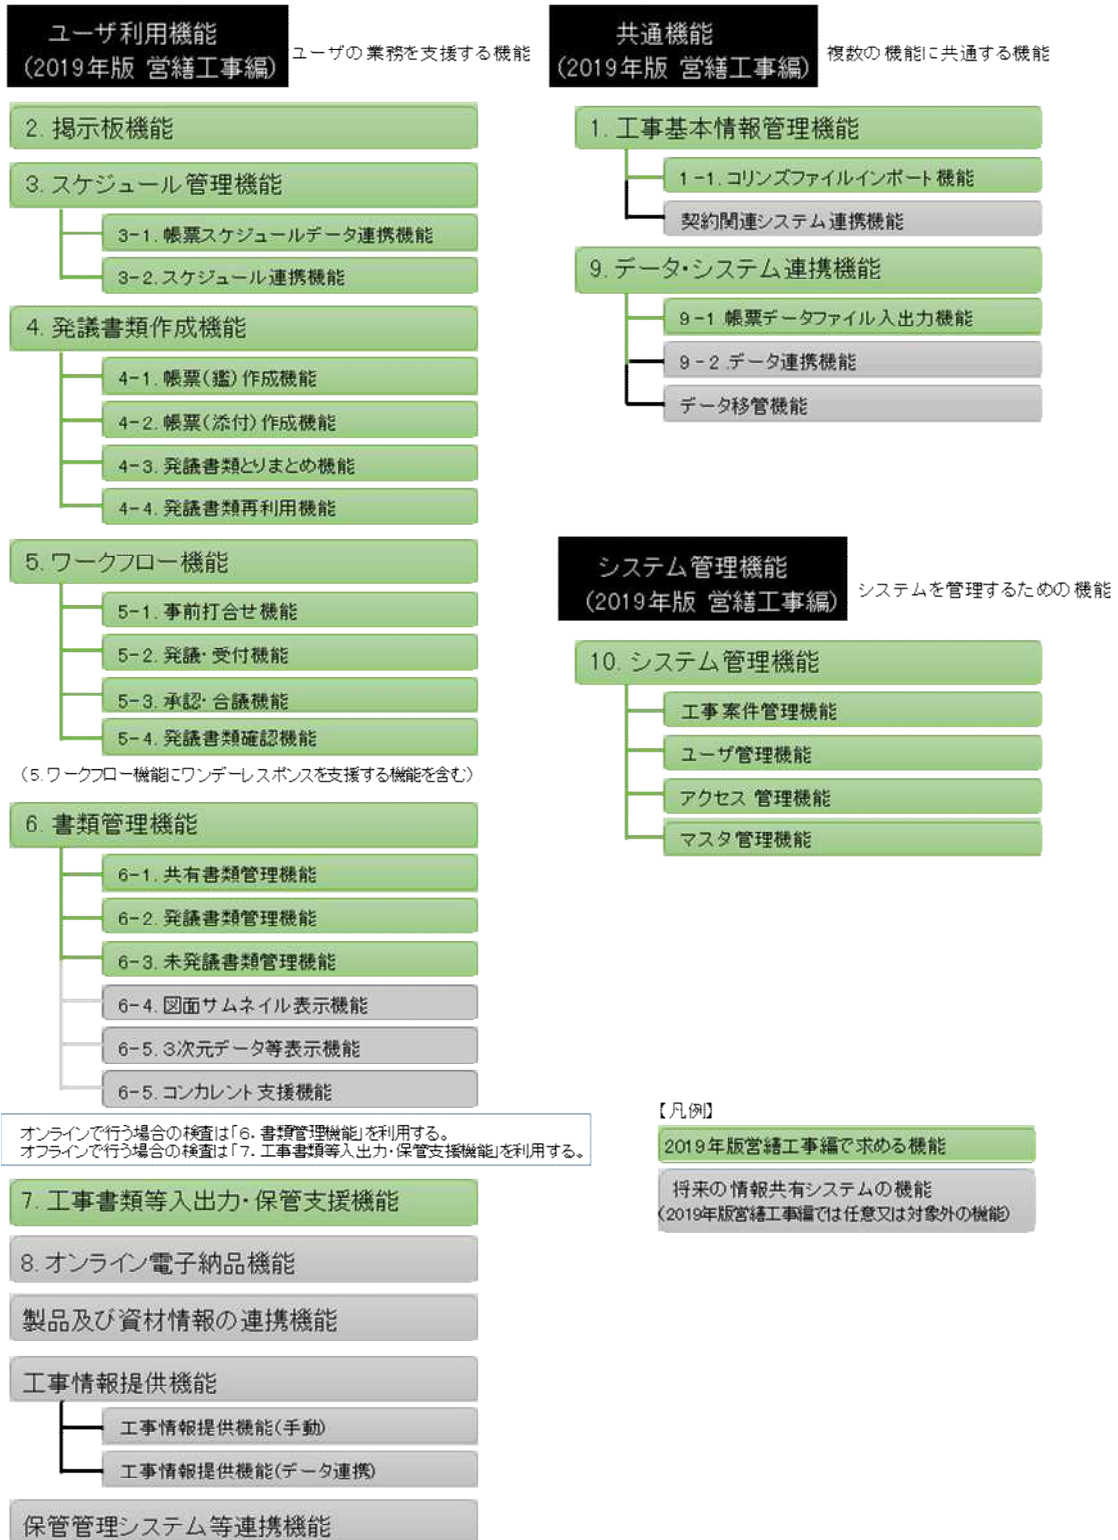 ユーザ利用機能
(2019年版 営繕工事編)
ユーザの業務を支援する機能
2. 掲示板機能
3. スケジュール管理機能
3-1. 帳票スケジュールデータ連携機能
3-2. スケジュール連携機能
4. 発議書類作成機能
4-1. 帳票(鑑)作成機能
4-2. 帳票(添付)作成機能
4-3. 発議書類とりまとめ機能
4-4. 発議書類再利用機能
5. ワークフロー機能
5-1. 事前打合せ機能
5-2. 発議・受付機能
5-3. 承認・合議機能
5-4. 発議書類確認機能
(5.ワークフロー機能にワンデーレスポンスを支援する機能を含む)
6. 書類管理機能
6-1. 共有書類管理機能
6-2. 発議書類管理機能
6-3. 未発議書類管理機能
6-4. 図面サムネイル表示機能
6-5. 3次元データ等表示機能
6-5. コンカレント支援機能
オンラインで行う場合の検査は「6. 書類管理機能」を利用する。
オフラインで行う場合の検査は「7. 工事書類等入出力・保管支援機能」を利用する。
7. 工事書類等入出力・保管支援機能
8. オンライン電子納品機能
製品及び資材情報の連携機能
工事情報提供機能
工事情報提供機能(手動)
工事情報提供機能(データ連携)
保管管理システム等連携機能
共通機能
(2019年版 営繕工事編)
複数の機能に共通する機能
1. 工事基本情報管理機能
1-1. コリンズファイルインポート機能
契約関連システム連携機能
9. データ・システム連携機能
9-1 帳票データファイル入出力機能
9-2.データ連携機能
データ移管機能
システム管理機能
(2019年版 営繕工事編)
システムを管理するための機能
10. システム管理機能
工事案件管理機能
ユーザ管理機能
アクセス管理機能
マスタ管理機能
【凡例】
2019年版営繕工事編で求める機能
将来の情報共有システムの機能
(2019年版営繕工事編では任意又は対象外の機能)